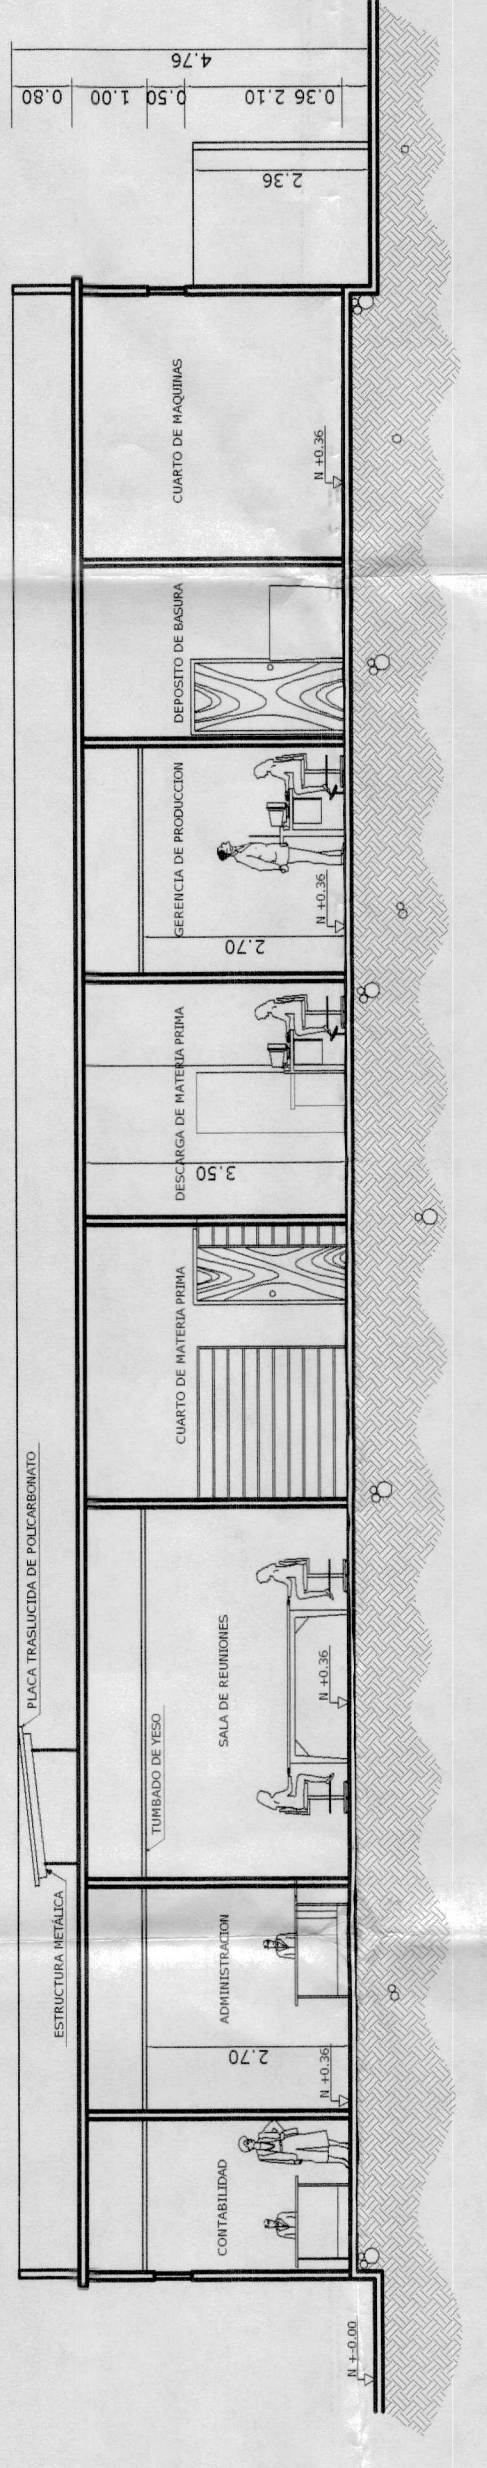 4.76
0.80
1.00
0.50
2.10
0.36
2.36
PLACA TRASLUCIDA DE POLICARBONATO
ESTRUCTURA METÁLICA
TUMBADO DE YESO
CONTABILIDAD
ADMINISTRACION
SALA DE REUNIONES
CUARTO DE MATERIA PRIMA
DESCARGA DE MATERIA PRIMA
GERENCIA DE PRODUCCION
DEPOSITO DE BASURA
CUARTO DE MAQUINAS
2.70
3.50
2.70
N +-0.00
N +0.36
N +0.36
N +0.36
N +0.36